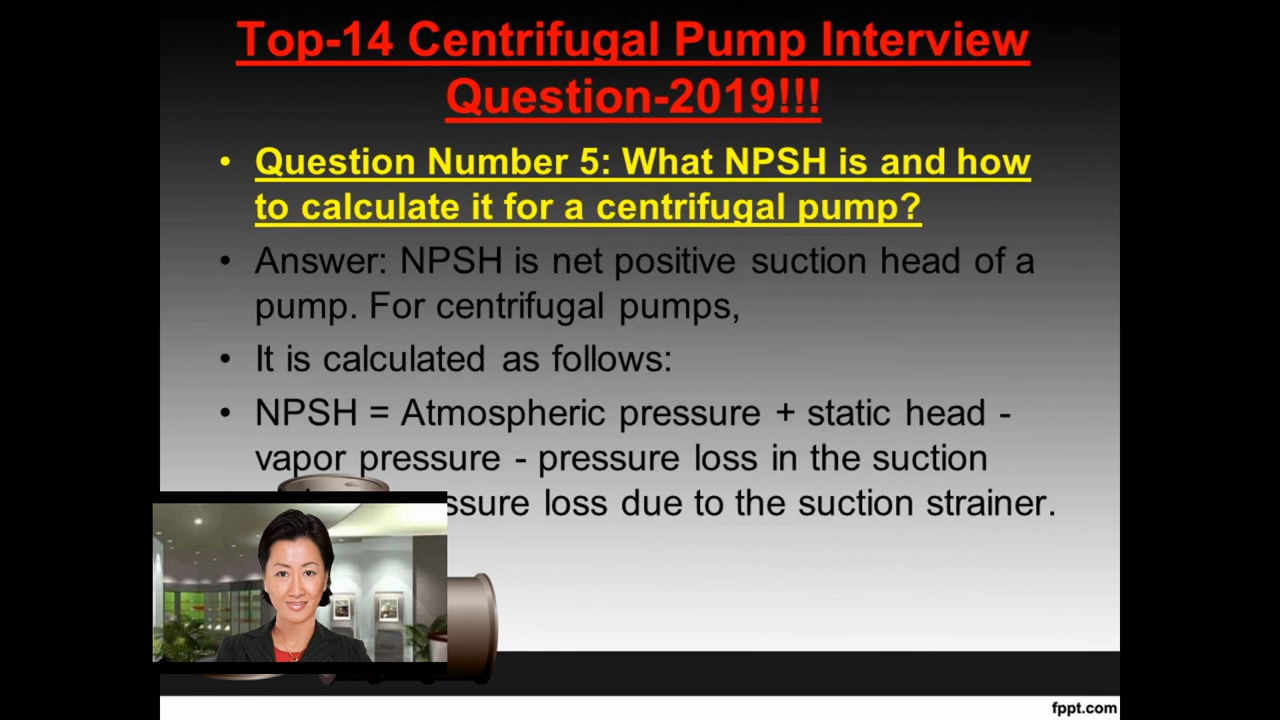 Top-14 Centrifugal Pump Interview
Question-2019!!!
• Question Number 5: What NPSH is and how
to calculate it for a centrifugal pump?
• Answer: NPSH is net positive suction head of a
pump. For centrifugal pumps,
• It is calculated as follows:
• NPSH = Atmospheric pressure + static head -
vapor pressure - pressure loss in the suction
loss due to the suction strainer.
fppt.com